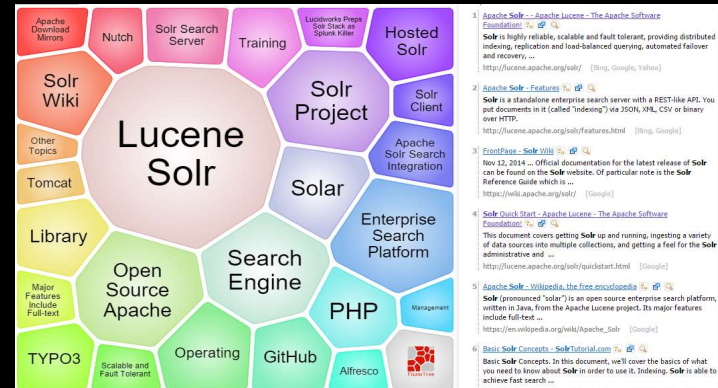 Apache
Download
Mirrors
Nutch
Solr Search
Server
Training
Lucidworks Preps
Solr Stack as
Splunk Killer
Hosted
Solr
Solr
Wiki
Lucene
Solr
Solr
Project
Solr
Client
Other
Topics
Apache
Solr Search
Integration
Tomcat
Solar
Library
Enterprise
Search
Platform
Open
Source
Apache
Search
Engine
Major
Features
include
Full-text
PHP
Management
TYPO3
Scalable and
Fault Tolerant
Operating
GitHub
Alfresco
FoamTree
1 Apache Solr - - Apache Lucene - The Apache Software
Foundation!
Solr is highly reliable, scalable and fault tolerant, providing distributed
indexing, replication and load-balanced querying, automated failover
and recovery, ...
http://lucene.apache.org/solr/ [Bing, Google, Yahoo]
2 Apache Solr - Features
Solr is a standalone enterprise search server with a REST-like API. You
put documents in it (called "indexing") via JSON, XML, CSV or binary
over HTTP.
http://lucene.apache.org/solr/features.html [Bing, Google]
3 FrontPage - Solr Wiki
Nov 12, 2014 ... Official documentation for the latest release of Solr
can be found on the Solr website. Of particular note is the Solr
Reference Guide which is ...
https://wiki.apache.org/solr/ [Google]
4 Solr Quick Start - Apache Lucene - The Apache Software
Foundation!
This document covers getting Solr up and running, ingesting a variety
of data sources into multiple collections, and getting a feel for the Solr
administrative and ...
http://lucene.apache.org/solr/quickstart.html [Google]
5 Apache Solr - Wikipedia, the free encyclopedia
Solr (pronounced "solar") is an open source enterprise search platform,
written in Java, from the Apache Lucene project. Its major features
include full-text ...
https://en.wikipedia.org/wiki/Apache_Solr [Google]
6 Basic Solr Concepts - SolrTutorial.com
Basic Solr Concepts. In this document, we'll cover the basics of what
you need to know about Solr in order to use it. Indexing. Solr is able to
achieve fast search ...